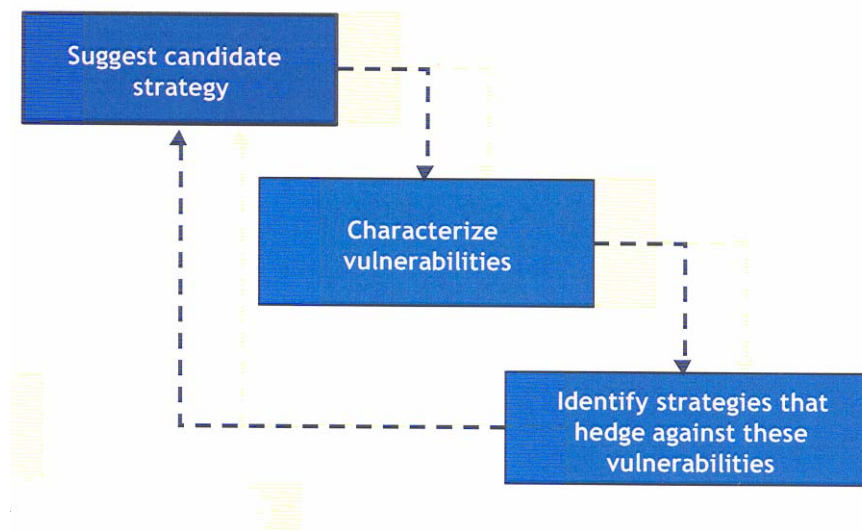 Suggest candidate
strategy
Characterize
vulnerabilities
Identify strategies that
hedge against these
vulnerabilities